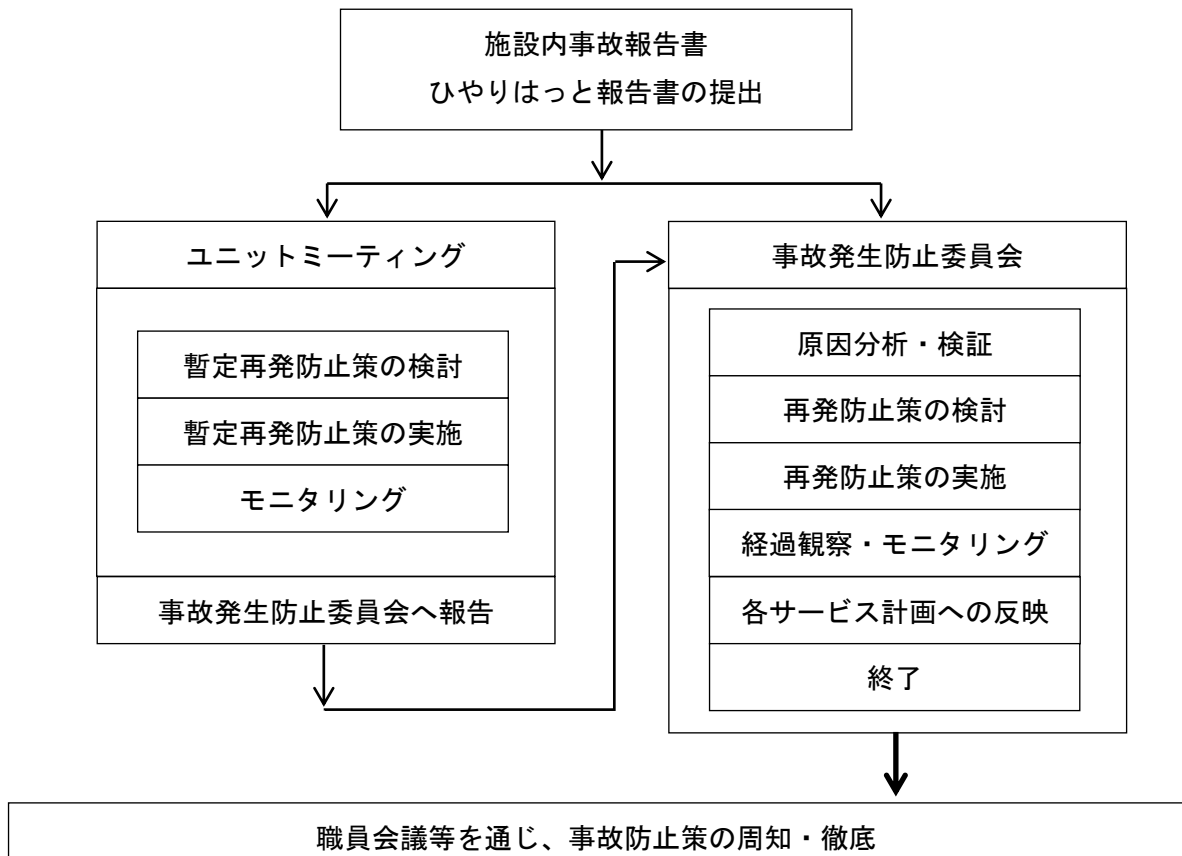 施設内事故報告書
ひやりはっと報告書の提出
ユニットミーティング
暫定再発防止策の検討
暫定再発防止策の実施
モニタリング
事故発生防止委員会へ報告
事故発生防止委員会
原因分析・検証
再発防止策の検討
再発防止策の実施
経過観察・モニタリング
各サービス計画への反映
終了
職員会議等を通じ、事故防止策の周知・徹底